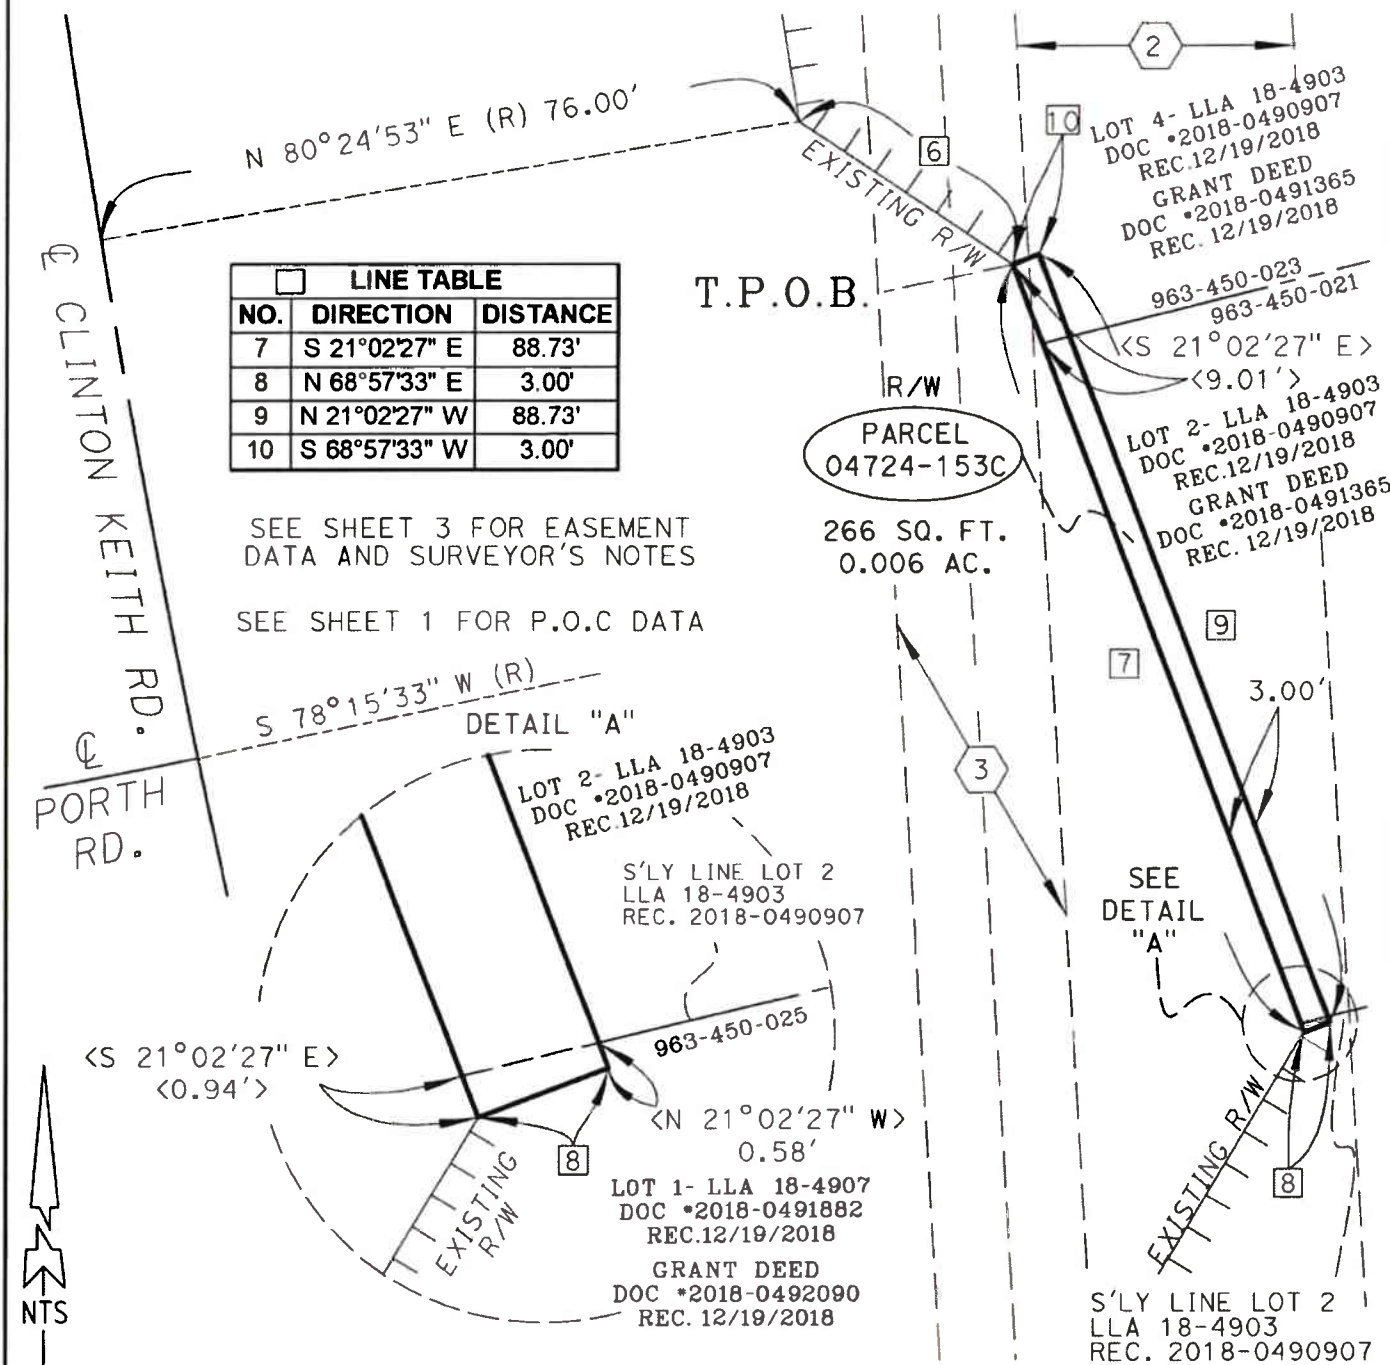 N 80°24'53" E (R) 76.00'
2
10
6
LOT 4- LLA 18-4903
DOC •2018-0490907
REC.12/19/2018
GRANT DEED
DOC •2018-0491365
REC. 12/19/2018
EXISTING R/W
℄ CLINTON KEITH RD.
LINE TABLE
NO. DIRECTION DISTANCE
7 S 21°02'27" E 88.73'
8 N 68°57'33" E 3.00'
9 N 21°02'27" W 88.73'
10 S 68°57'33" W 3.00'
T.P.O.B.
963-450-023
963-450-021
<S 21°02'27" E>
<9.01'>
R/W
PARCEL
04724-153C
266 SQ. FT.
0.006 AC.
LOT 2- LLA 18-4903
DOC •2018-0490907
REC.12/19/2018
GRANT DEED
DOC •2018-0491365
REC. 12/19/2018
SEE SHEET 3 FOR EASEMENT
DATA AND SURVEYOR'S NOTES
SEE SHEET 1 FOR P.O.C DATA
9
7
3.00'
3
S 78°15'33" W (R)
℄
PORTH
RD.
DETAIL "A"
LOT 2- LLA 18-4903
DOC •2018-0490907
REC.12/19/2018
S'LY LINE LOT 2
LLA 18-4903
REC. 2018-0490907
SEE
DETAIL
"A"
963-450-025
<S 21°02'27" E>
<0.94'>
<N 21°02'27" W>
0.58'
8
EXISTING
R/W
LOT 1- LLA 18-4907
DOC •2018-0491882
REC.12/19/2018
GRANT DEED
DOC •2018-0492090
REC. 12/19/2018
EXISTING R/W
8
S'LY LINE LOT 2
LLA 18-4903
REC. 2018-0490907
NTS